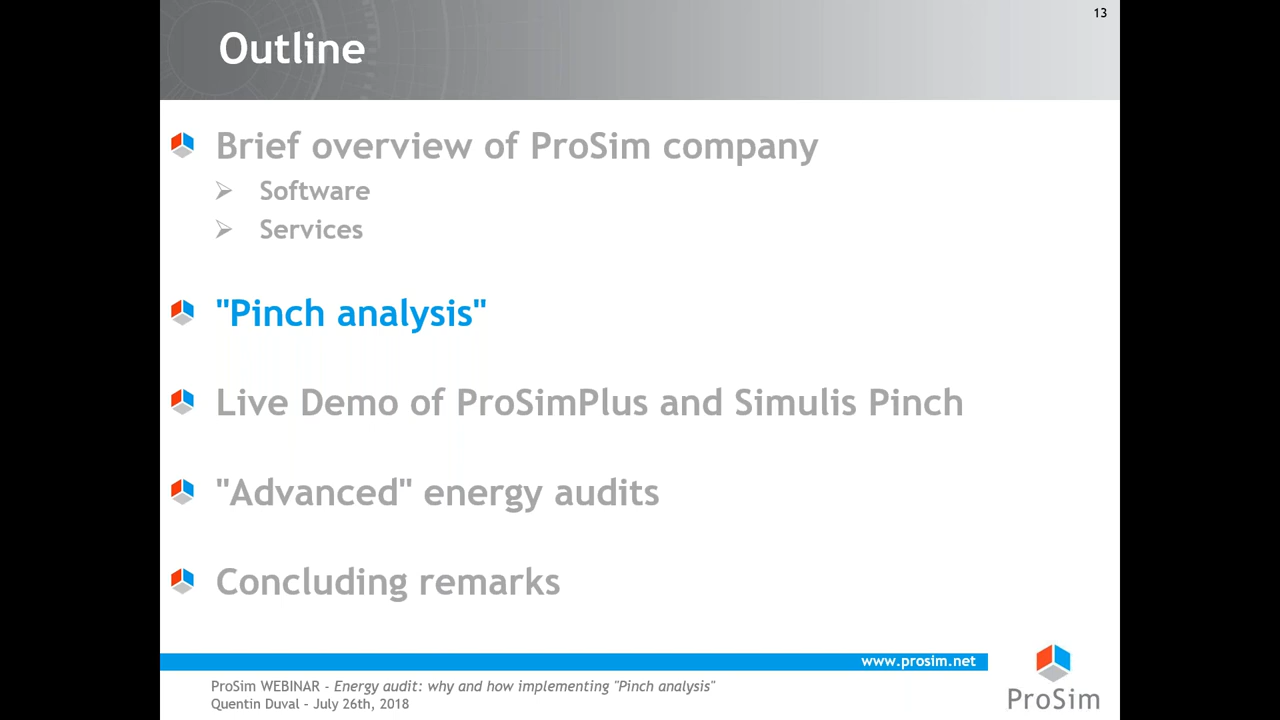 13
Outline
Brief overview of ProSim company
Software
Services
"Pinch analysis"
Live Demo of ProSimPlus and Simulis Pinch
"Advanced" energy audits
Concluding remarks
www.prosim.net
ProSim WEBINAR - Energy audit: why and how implementing "Pinch analysis"
Quentin Duval – July 26th, 2018
ProSim